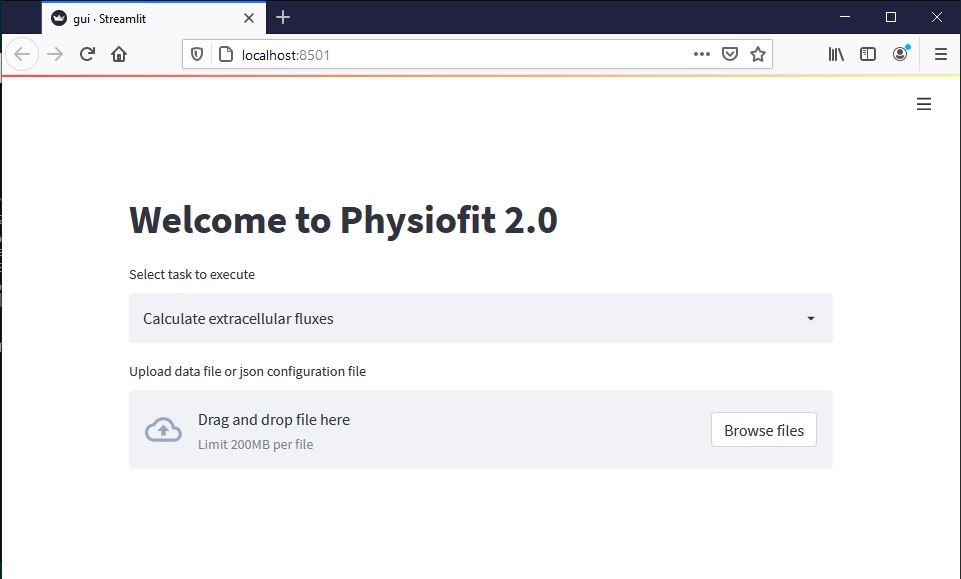 gui · Streamlit
localhost:8501
Welcome to Physiofit 2.0
Select task to execute
Calculate extracellular fluxes
Upload data file or json configuration file
Drag and drop file here
Limit 200MB per file
Browse files